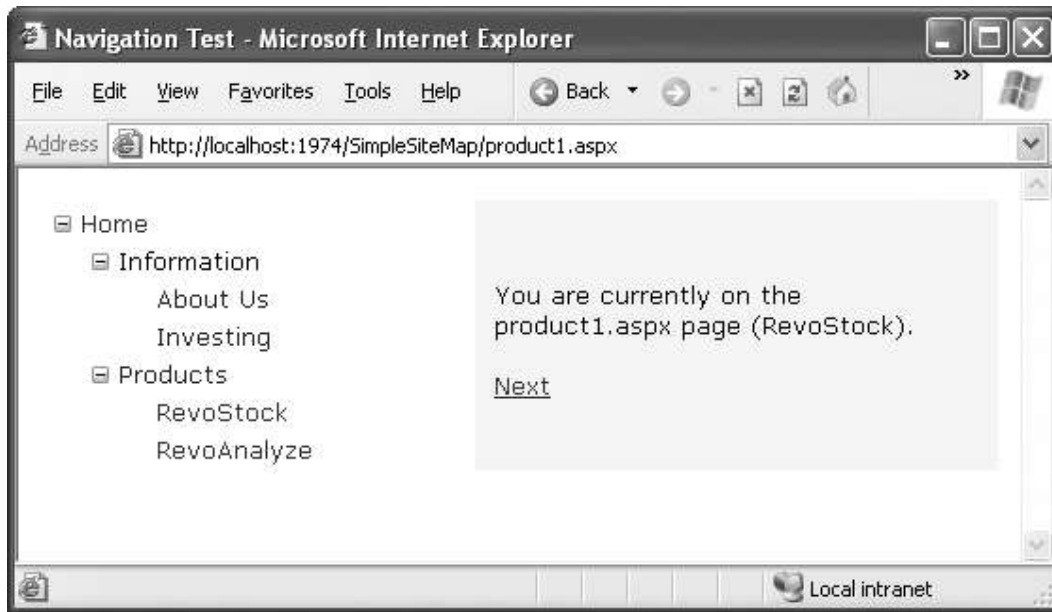 Navigation Test - Microsoft Internet Explorer
File Edit View Favorites Tools Help Back »
Address http://localhost:1974/SimpleSiteMap/product1.aspx
Home
Information
About Us
Investing
Products
RevoStock
RevoAnalyze
You are currently on the
product1.aspx page (RevoStock).
Next
Local intranet